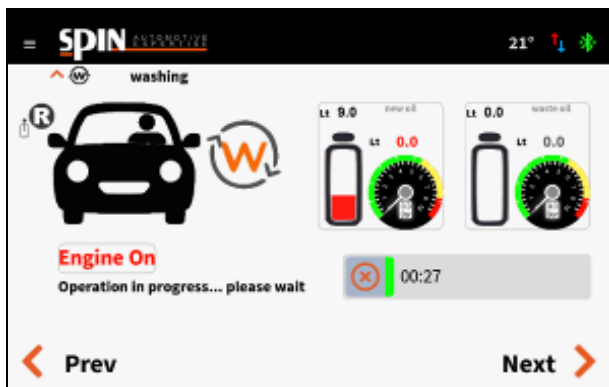 SPIN AUTOMOTIVE EXPERTISE 21°
W washing
R
W
Lt 9.0 new oil
Lt 0.0
Lt 0.0 waste oil
Lt 0.0
Engine On
Operation in progress... please wait
00:27
Prev Next